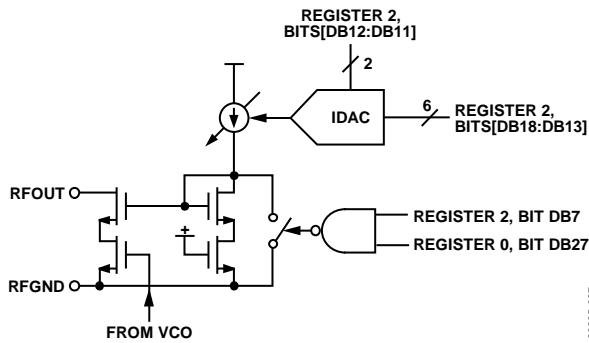 REGISTER 2,
BITS[DB12:DB11]
2
6
IDAC
REGISTER 2,
BITS[DB18:DB13]
RFOUT
+
REGISTER 2, BIT DB7
REGISTER 0, BIT DB27
RFGND
FROM VCO